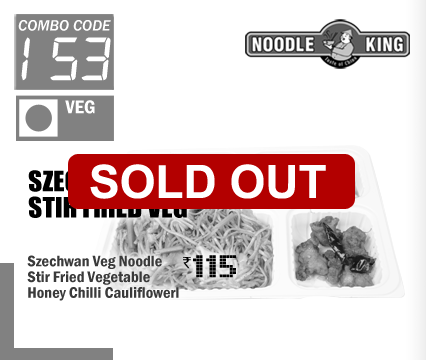 COMBO CODE
153
VEG
NOODLE KING
Taste of China
SOLD OUT
STIR FRIED VEG
Szechwan Veg Noodle
₹115
Stir Fried Vegetable
Honey Chilli Cauliflowerl